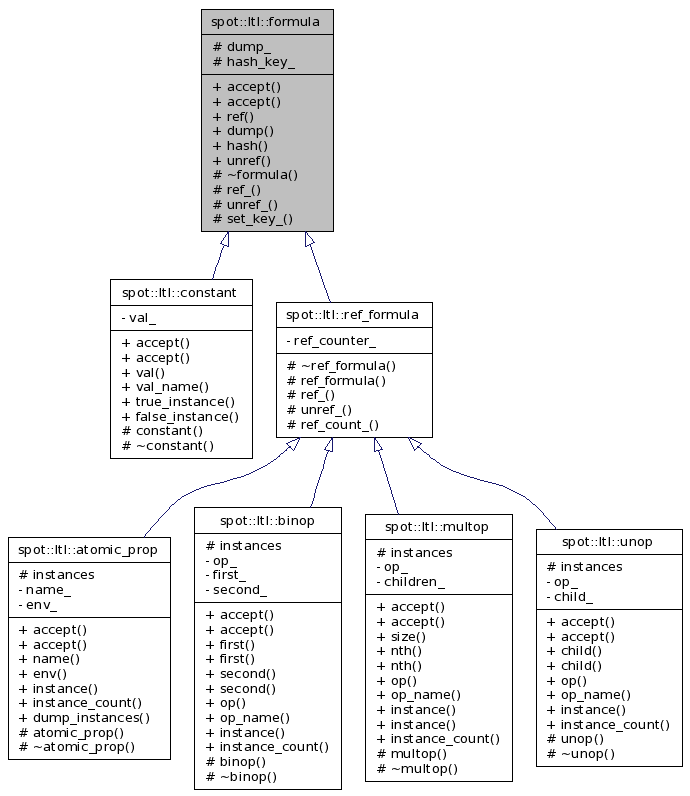 spot::ltl::formula
# dump_
# hash_key_
+ accept()
+ accept()
+ ref()
+ dump()
+ hash()
+ unref()
# ~formula()
# ref_()
# unref_()
# set_key_()
spot::ltl::constant
- val_
+ accept()
+ accept()
+ val()
+ val_name()
+ true_instance()
+ false_instance()
# constant()
# ~constant()
spot::ltl::ref_formula
- ref_counter_
# ~ref_formula()
# ref_formula()
# ref_()
# unref_()
# ref_count_()
spot::ltl::atomic_prop
# instances
- name_
- env_
+ accept()
+ accept()
+ name()
+ env()
+ instance()
+ instance_count()
+ dump_instances()
# atomic_prop()
# ~atomic_prop()
spot::ltl::binop
# instances
- op_
- first_
- second_
+ accept()
+ accept()
+ first()
+ first()
+ second()
+ second()
+ op()
+ op_name()
+ instance()
+ instance_count()
# binop()
# ~binop()
spot::ltl::multop
# instances
- op_
- children_
+ accept()
+ accept()
+ size()
+ nth()
+ nth()
+ op()
+ op_name()
+ instance()
+ instance()
+ instance_count()
# multop()
# ~multop()
spot::ltl::unop
# instances
- op_
- child_
+ accept()
+ accept()
+ child()
+ child()
+ op()
+ op_name()
+ instance()
+ instance_count()
# unop()
# ~unop()